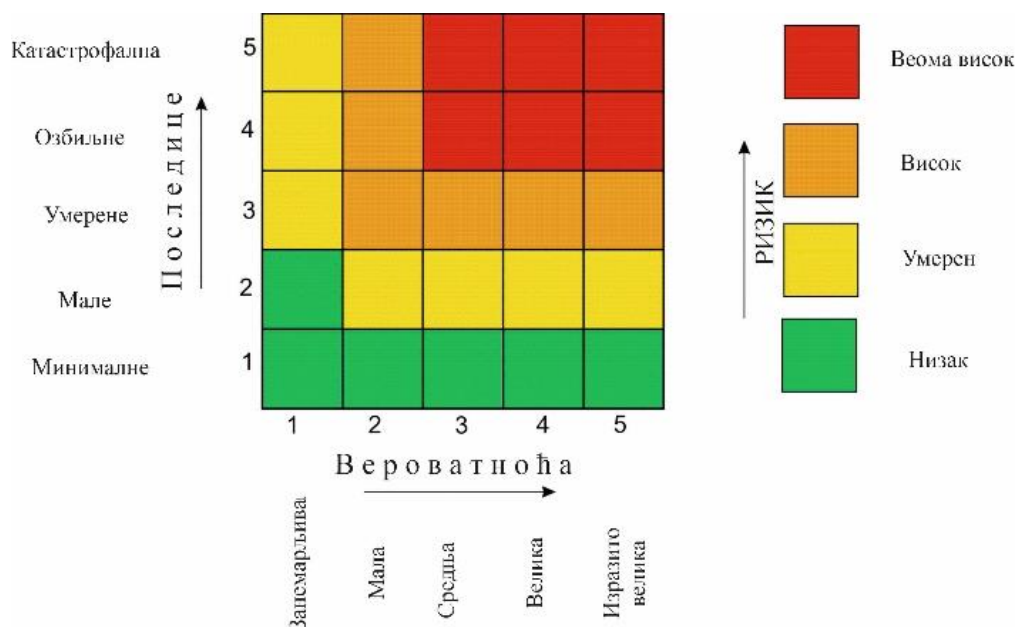 Катастрофална
Озбиљне
Умерене
Мале
Минималне
Последице
5
4
3
2
1
1 2 3 4 5
Вероватноћа
Занемарљива
Мала
Средња
Велика
Изразито
велика
РИЗИК
Веома висок
Висок
Умерен
Низак